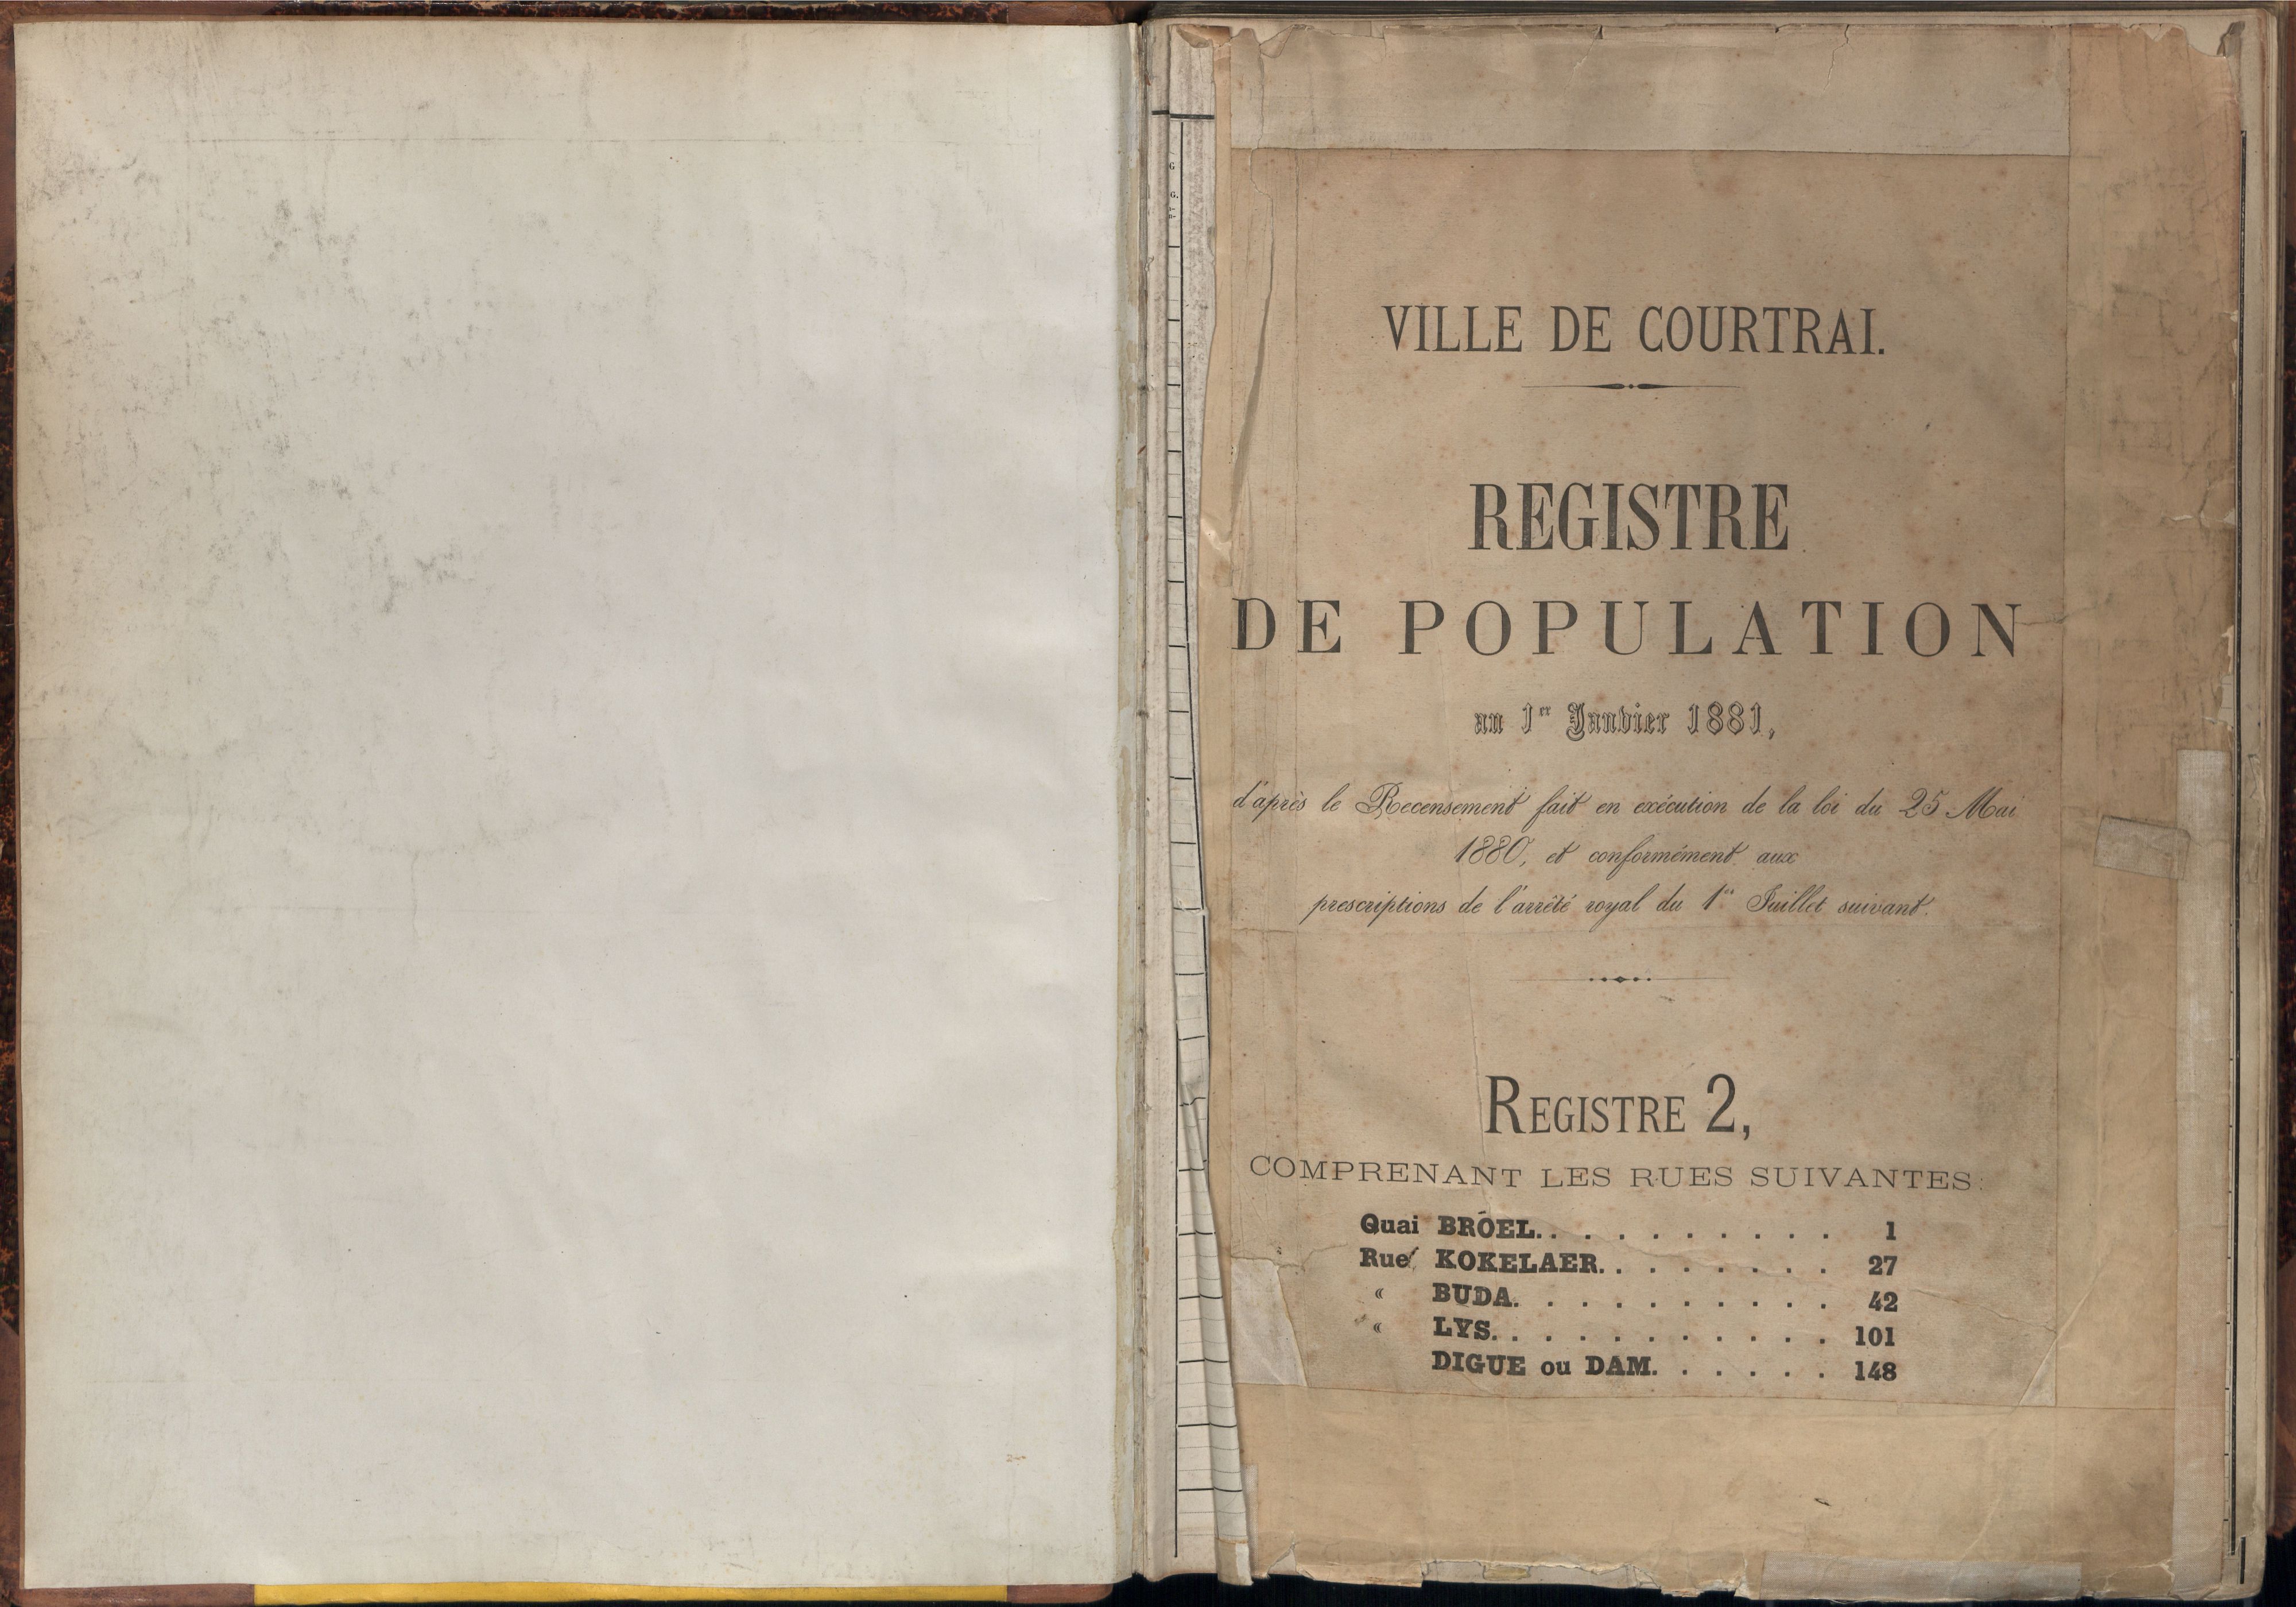 VILLE DE COURTRAI.
REGISTRE
DE POPULATION
au 1er Janvier 1881,
d'après le Recensement fait en exécution de la loi du 25 Mai
1880, et conformément aux
prescriptions de l'arrêté royal du 1er Juillet suivant.
REGISTRE 2,
COMPRENANT LES RUES SUIVANTES:
Quai BROEL. . . . . . . . . . . 1
Rue KOKELAER. . . . . . . . 27
« BUDA. . . . . . . . . . . 42
« LYS. . . . . . . . . . . . 101
DIGUE ou DAM. . . . . . 148